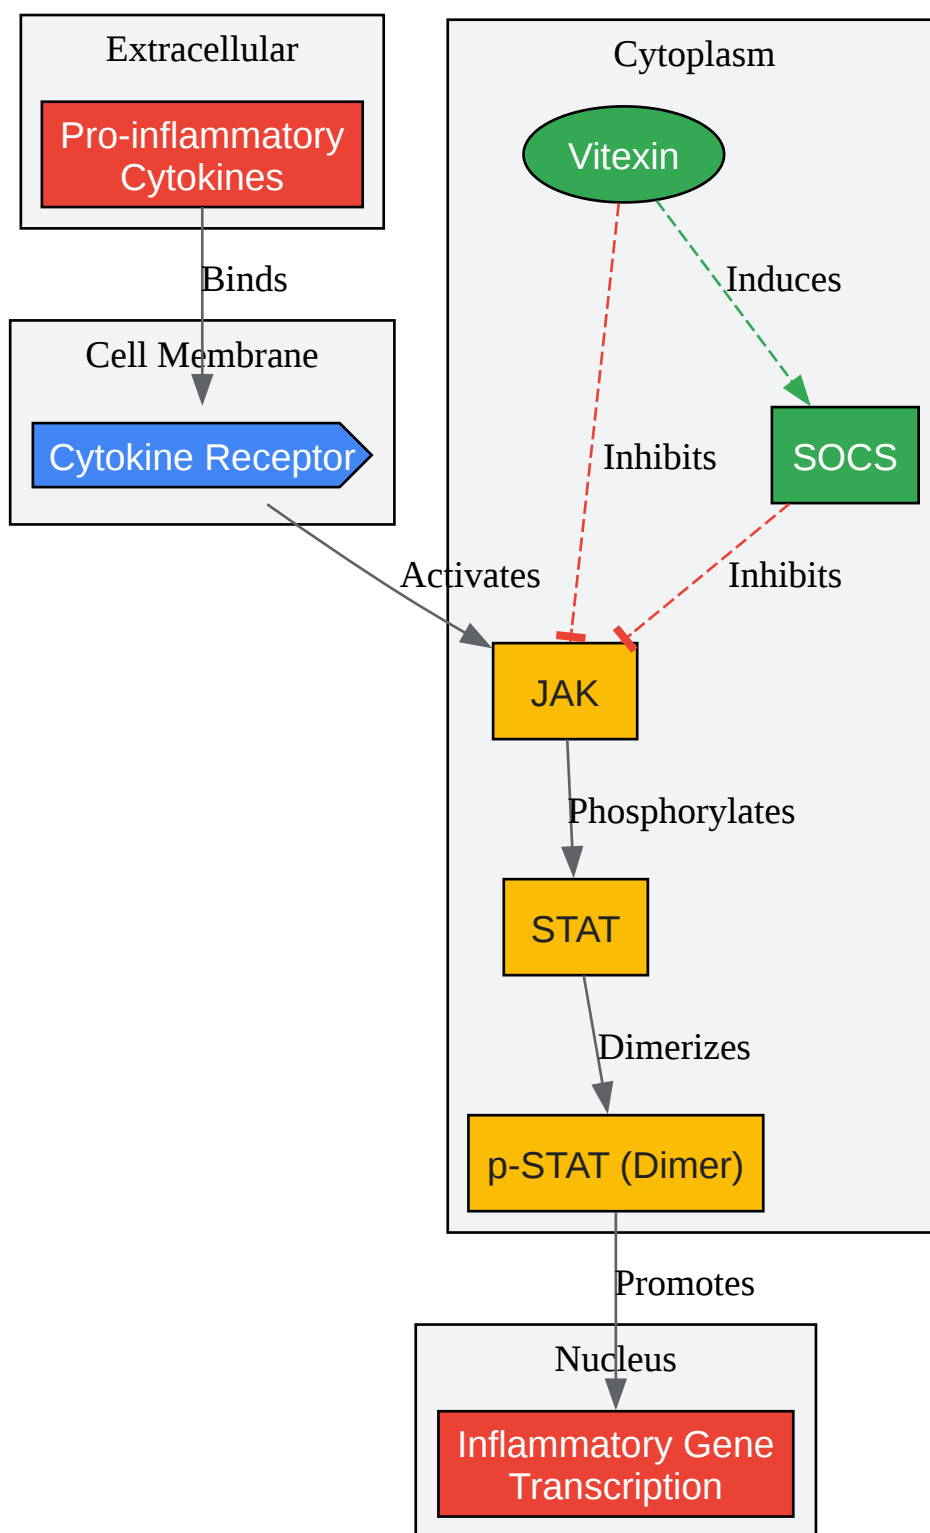 Extracellular
Pro-inflammatory
Cytokines
Binds
Cell Membrane
Cytokine Receptor
Activates
Cytoplasm
Vitexin
Induces
Inhibits
SOCS
Inhibits
JAK
Phosphorylates
STAT
Dimerizes
p-STAT (Dimer)
Promotes
Nucleus
Inflammatory Gene
Transcription